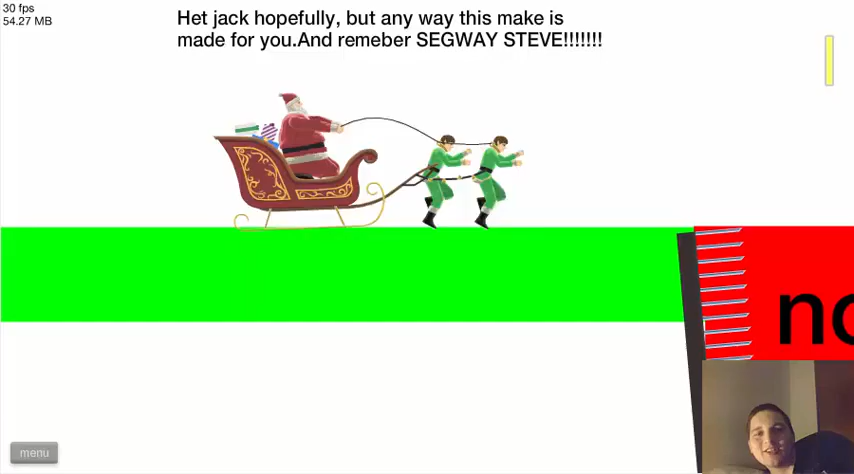 30 fps
54.27 MB
Het jack hopefully, but any way this make is
made for you.And remeber SEGWAY STEVE!!!!!!!
menu